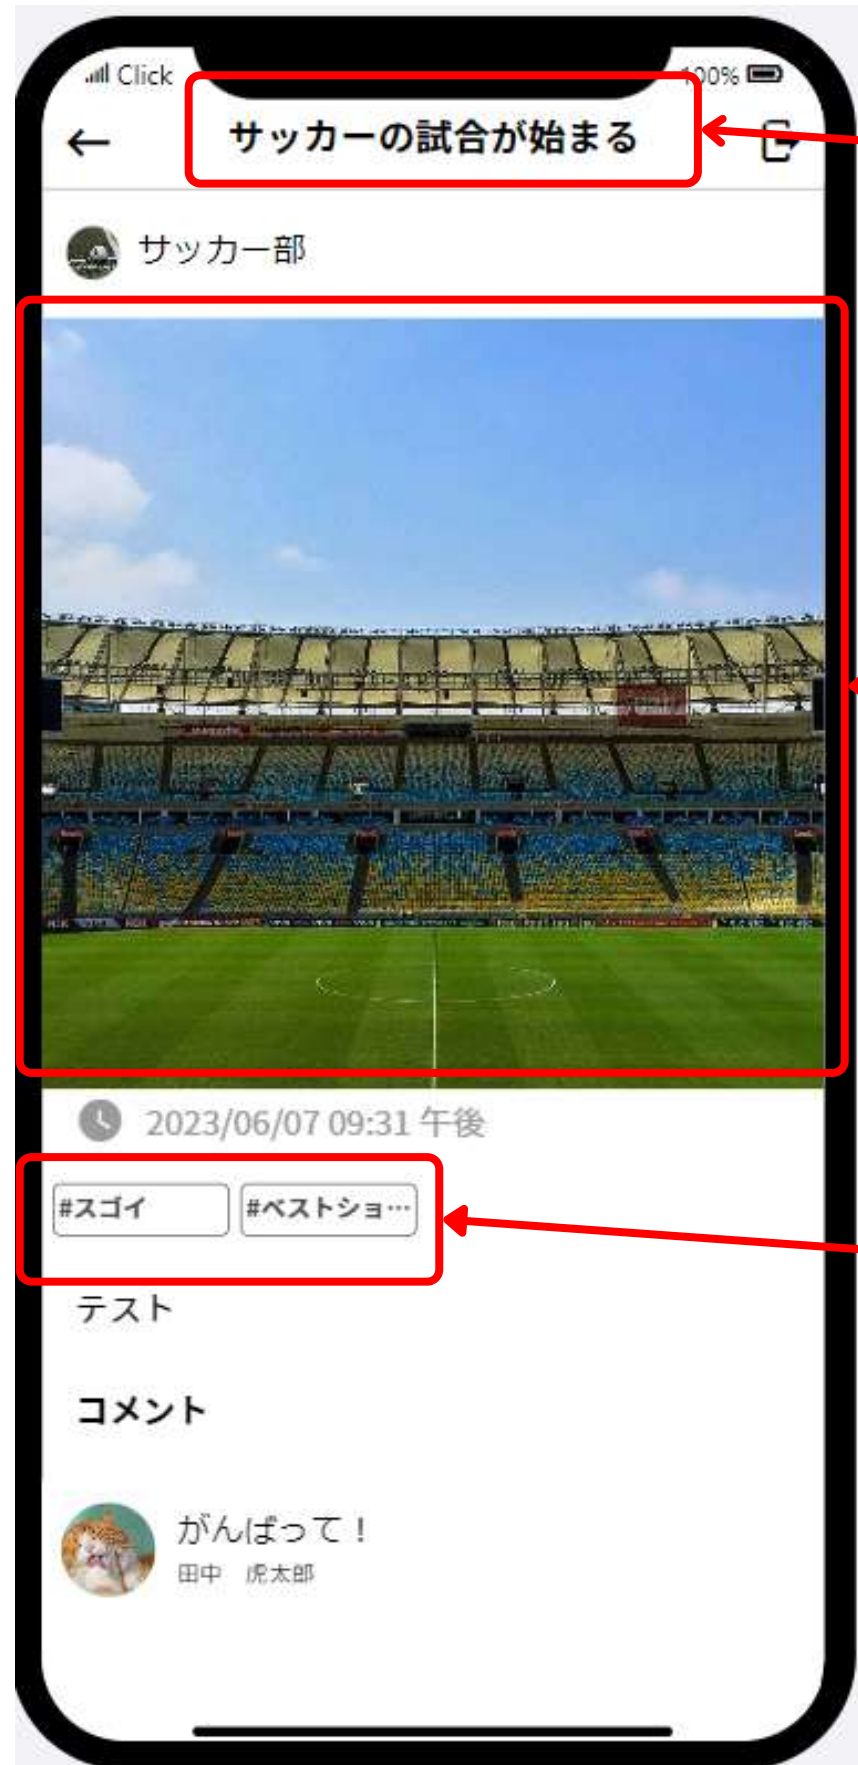 Click
100%
サッカーの試合が始まる
サッカー部
2023/06/07 09:31 午後
#スゴイ
#ベストショ…
テスト
コメント
がんばって！
田中　虎太郎